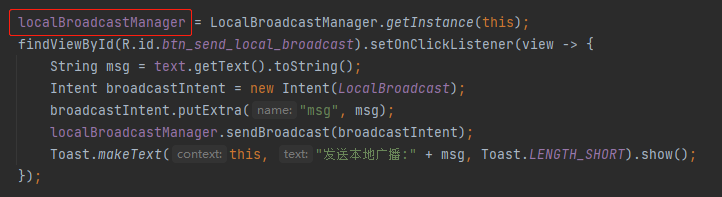 localBroadcastManager = LocalBroadcastManager.getInstance(this);
findViewById(R.id.btn_send_local_broadcast).setOnClickListener(view -> {
    String msg = text.getText().toString();
    Intent broadcastIntent = new Intent(LocalBroadcast);
    broadcastIntent.putExtra( name: "msg", msg);
    localBroadcastManager.sendBroadcast(broadcastIntent);
    Toast.makeText( context: this, text: "发送本地广播:" + msg, Toast.LENGTH_SHORT).show();
});